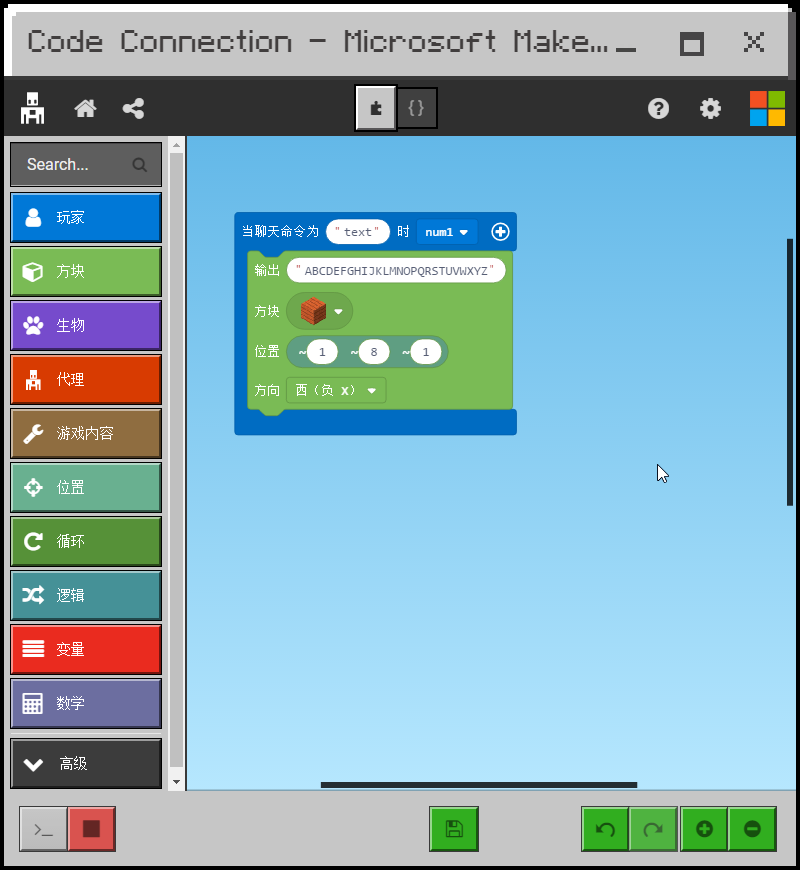 Code Connection - Microsoft Make...
{}
Search...
玩家
方块
生物
代理
游戏内容
位置
循环
逻辑
变量
数学
高级
当聊天命令为 "text" 时 num1
输出 "ABCDEFGHIJKLMNOPQRSTUVWXYZ"
方块
位置 ~1 ~8 ~1
方向 西（负 X）
>_